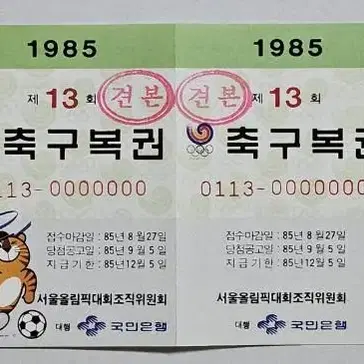 1985
제 13 회
견본
축구복권
0113-0000000
접수마감일 : 85년 8월 27일
당첨공고일 : 85년 9월 5일
지급기한 : 85년 12월 5일
서울올림픽대회조직위원회
대행 국민은행
1985
견본
제 13 회
축구복권
0113-0000000
접수마감일 : 85년 8월 27일
당첨공고일 : 85년 9월 5일
지급기한 : 85년 12월 5일
서울올림픽대회조직위원회
대행 국민은행